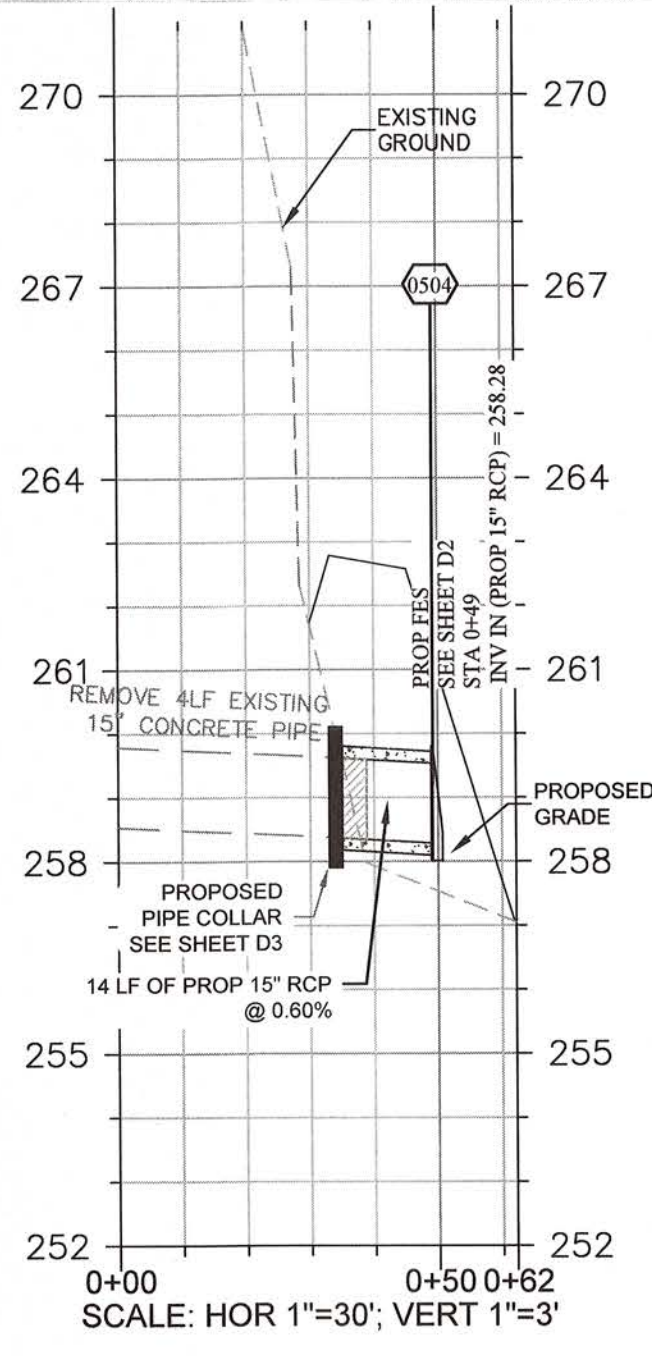 270
270
EXISTING
GROUND
267
267
0504
264
264
PROP FES
SEE SHEET D2
STA 0+49
INV IN (PROP 15" RCP) = 258.28
261
261
REMOVE 4LF EXISTING
15" CONCRETE PIPE
PROPOSED
GRADE
258
258
PROPOSED
PIPE COLLAR
SEE SHEET D3
14 LF OF PROP 15" RCP
@ 0.60%
255
255
252
252
0+00
0+50
0+62
SCALE: HOR 1"=30'; VERT 1"=3'